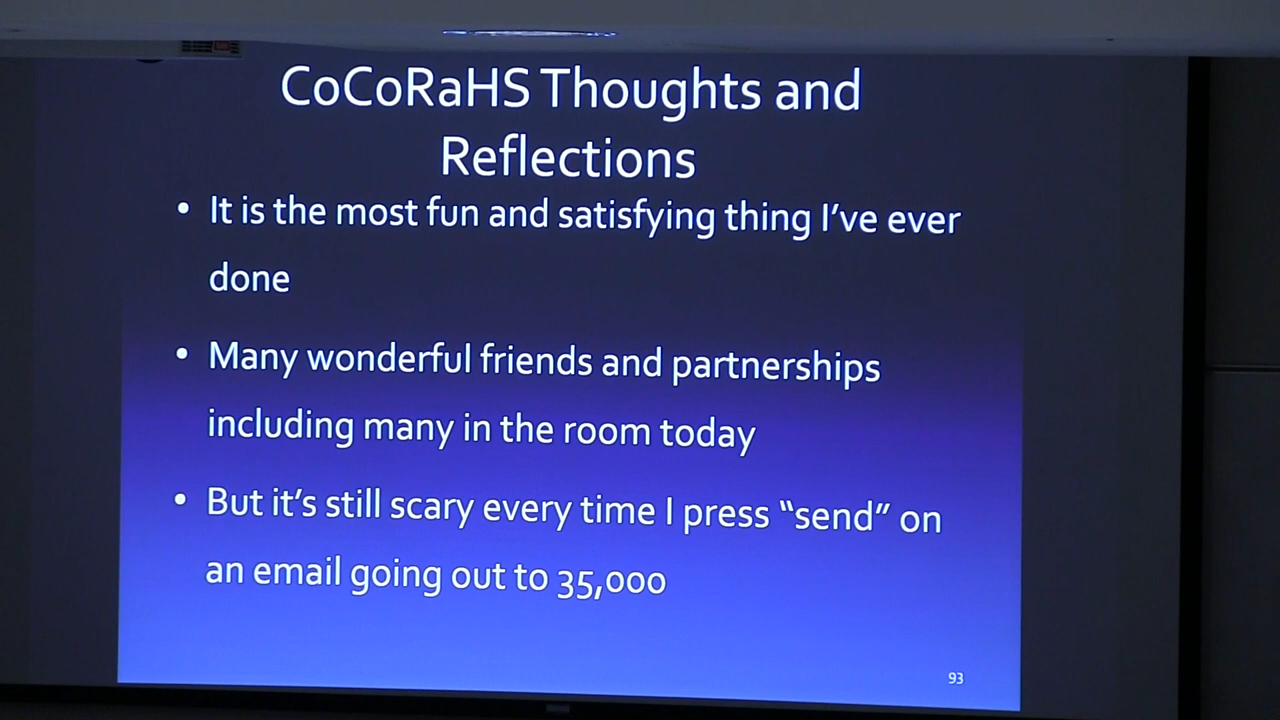 CoCoRaHS Thoughts and
Reflections
• It is the most fun and satisfying thing I've ever
done
• Many wonderful friends and partnerships
including many in the room today
• But it's still scary every time I press “send” on
an email going out to 35,000
93